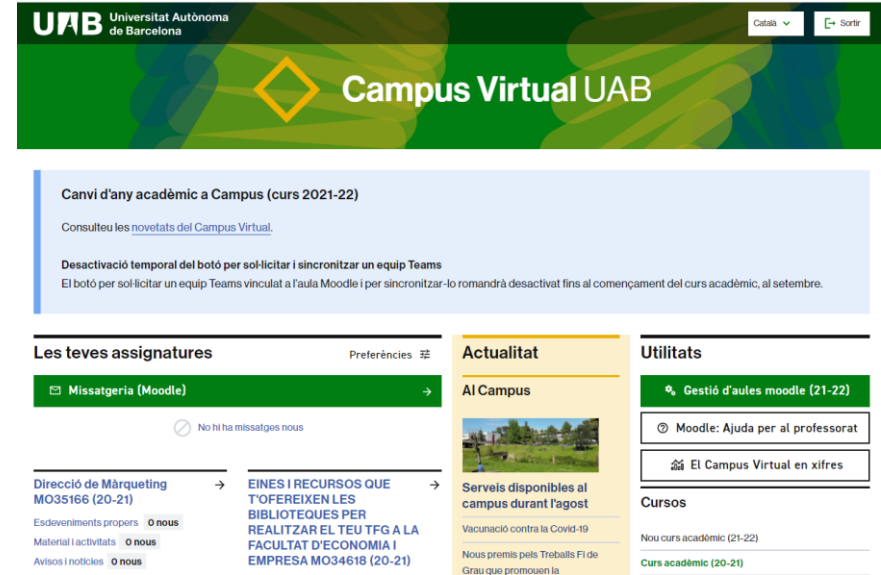 UAB Universitat Autònoma
de Barcelona
Català
Sortir
Campus Virtual UAB
Canvi d'any acadèmic a Campus (curs 2021-22)
Consulteu les novetats del Campus Virtual.
Desactivació temporal del botó per sol·licitar i sincronitzar un equip Teams
El botó per sol·licitar un equip Teams vinculat a l'aula Moodle i per sincronitzar-lo romandrà desactivat fins al començament del curs acadèmic, al setembre.
Les teves assignatures
Preferències
Missatgeria (Moodle)
No hi ha missatges nous
Direcció de Màrqueting
MO35166 (20-21)
Esdeveniments propers 0 nous
Material i activitats 0 nous
Avisos i notícies 0 nous
EINES I RECURSOS QUE
T'OFEREIXEN LES
BIBLIOTEQUES PER
REALITZAR EL TEU TFG A LA
FACULTAT D'ECONOMIA I
EMPRESA MO34618 (20-21)
Actualitat
Al Campus
Serveis disponibles al
campus durant l'agost
Vacunació contra la Covid-19
Nous premis pels Treballs Fi de
Grau que promouen la
Utilitats
Gestió d'aules moodle (21-22)
Moodle: Ajuda per al professorat
El Campus Virtual en xifres
Cursos
Nou curs acadèmic (21-22)
Curs acadèmic (20-21)